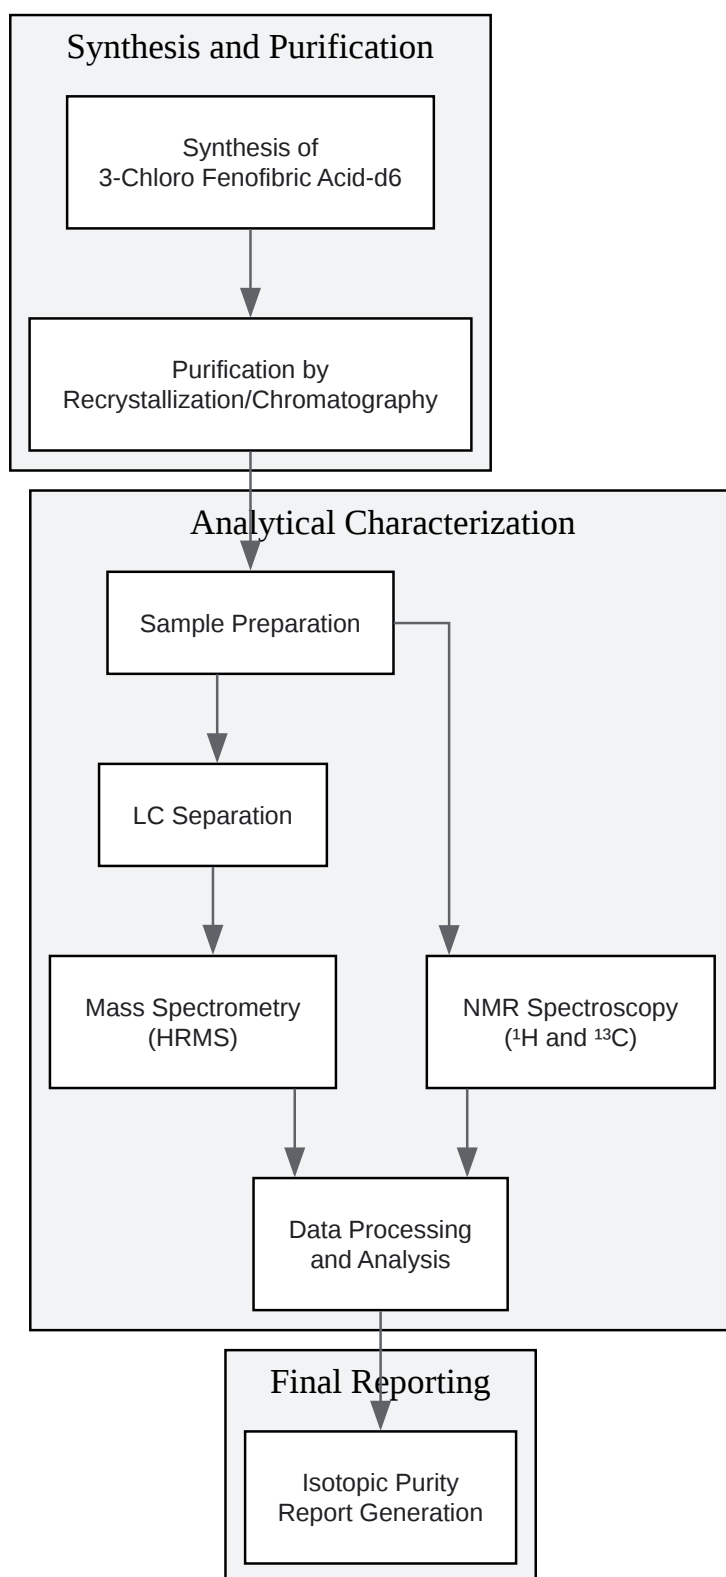 Synthesis and Purification
Synthesis of
3-Chloro Fenofibric Acid-d6
Purification by
Recrystallization/Chromatography
Analytical Characterization
Sample Preparation
LC Separation
Mass Spectrometry
(HRMS)
NMR Spectroscopy
(¹H and ¹³C)
Data Processing
and Analysis
Final Reporting
Isotopic Purity
Report Generation